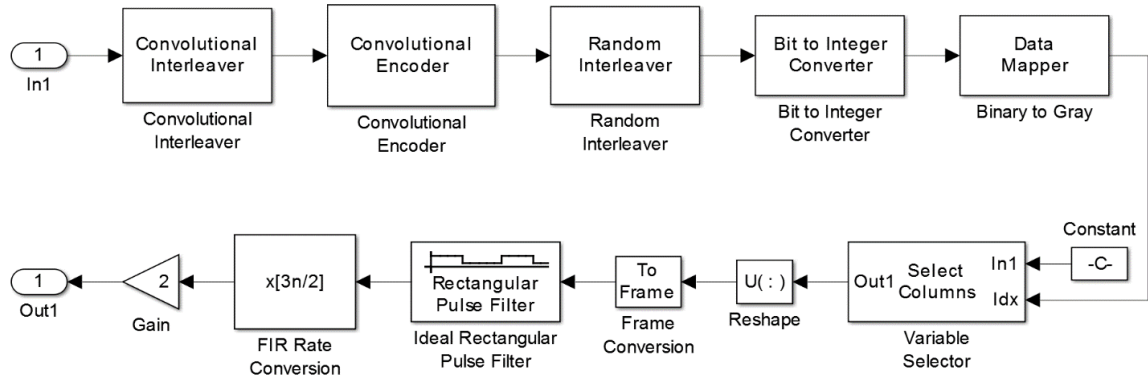 1
In1
Convolutional
Interleaver
Convolutional
Interleaver
Convolutional
Encoder
Convolutional
Encoder
Random
Interleaver
Random
Interleaver
Bit to Integer
Converter
Bit to Integer
Converter
Data
Mapper
Binary to Gray
1
Out1
2
Gain
x[3n/2]
FIR Rate
Conversion
Rectangular
Pulse Filter
Ideal Rectangular
Pulse Filter
To
Frame
Frame
Conversion
U( : )
Reshape
Out1
Select
Columns
In1
Idx
Variable
Selector
Constant
-C-